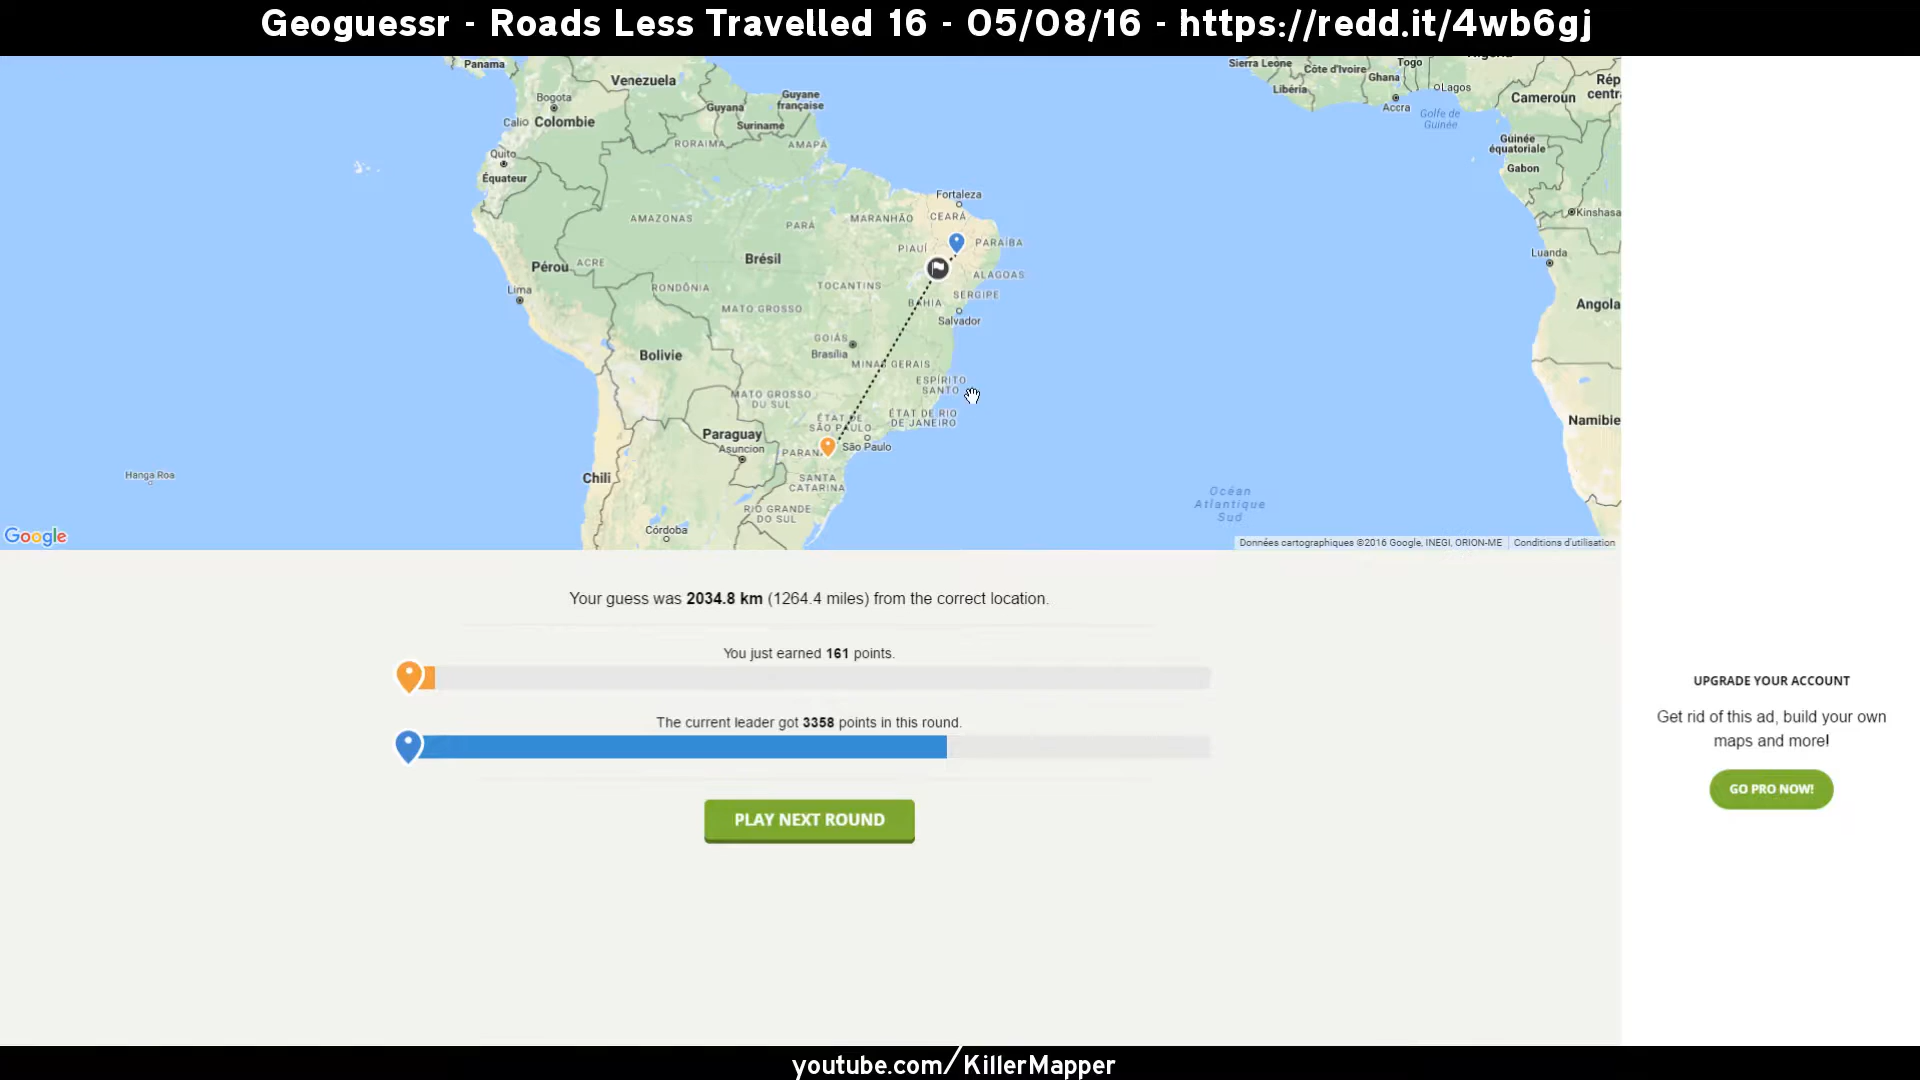 Geoguessr - Roads Less Travelled 16 - 05/08/16 - https://redd.it/4wb6gj
Panama
Venezuela
Guyane
française
Bogota
Guyana
Calio
Colombie
Suriname
RORAIMA
AMAPÁ
Quito
Équateur
Fortaleza
AMAZONAS
PARÁ
MARANHÃO
CEARÁ
PIAUÍ
PARAÍBA
Pérou
ACRE
Brésil
ALAGOAS
RONDÔNIA
TOCANTINS
Lima
BAHIA
SERGIPE
MATO GROSSO
Salvador
GOIÁS
Brasília
Bolivie
MINAS GERAIS
ESPÍRITO
SANTO
MATO GROSSO
DU SUL
ÉTAT DE
SÃO PAULO
ÉTAT DE RIO
DE JANEIRO
Paraguay
Asuncion
PARANÁ
São Paulo
Hanga Roa
Chili
SANTA
CATARINA
RIO GRANDE
DO SUL
Córdoba
Sierra Leone
Côte d'Ivoire
Togo
Ghana
Libéria
Lagos
Accra
Golfe de
Guinée
Cameroun
Rép
centr
Guinée
équatoriale
Gabon
Kinshasa
Luanda
Angola
Namibie
Océan
Atlantique
Sud
Google
Données cartographiques ©2016 Google, INEGI, ORION-ME
Conditions d'utilisation
Your guess was 2034.8 km (1264.4 miles) from the correct location.
You just earned 161 points.
The current leader got 3358 points in this round.
PLAY NEXT ROUND
UPGRADE YOUR ACCOUNT
Get rid of this ad, build your own
maps and more!
GO PRO NOW!
youtube.com/KillerMapper